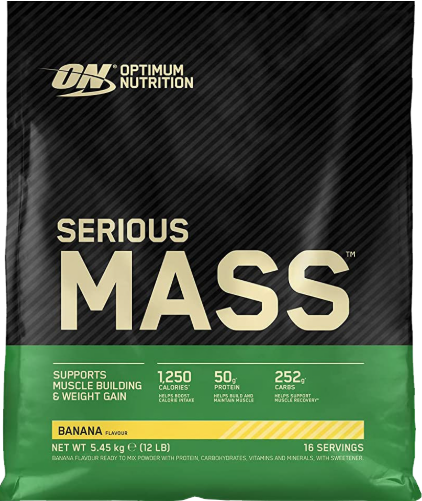 ON® OPTIMUM
NUTRITION
SERIOUS
MASS™
SUPPORTS
MUSCLE BUILDING
& WEIGHT GAIN
1,250
CALORIES*
HELPS BOOST
CALORIE INTAKE
50g*
PROTEIN
HELPS BUILD AND
MAINTAIN MUSCLE
252g*
CARBS
HELPS SUPPORT
MUSCLE RECOVERY**
BANANA FLAVOUR
NET WT 5.45 kg ℮ (12 LB)
16 SERVINGS
BANANA FLAVOUR READY TO MIX POWDER WITH PROTEIN, CARBOHYDRATES, VITAMINS AND MINERALS, WITH SWEETENER.